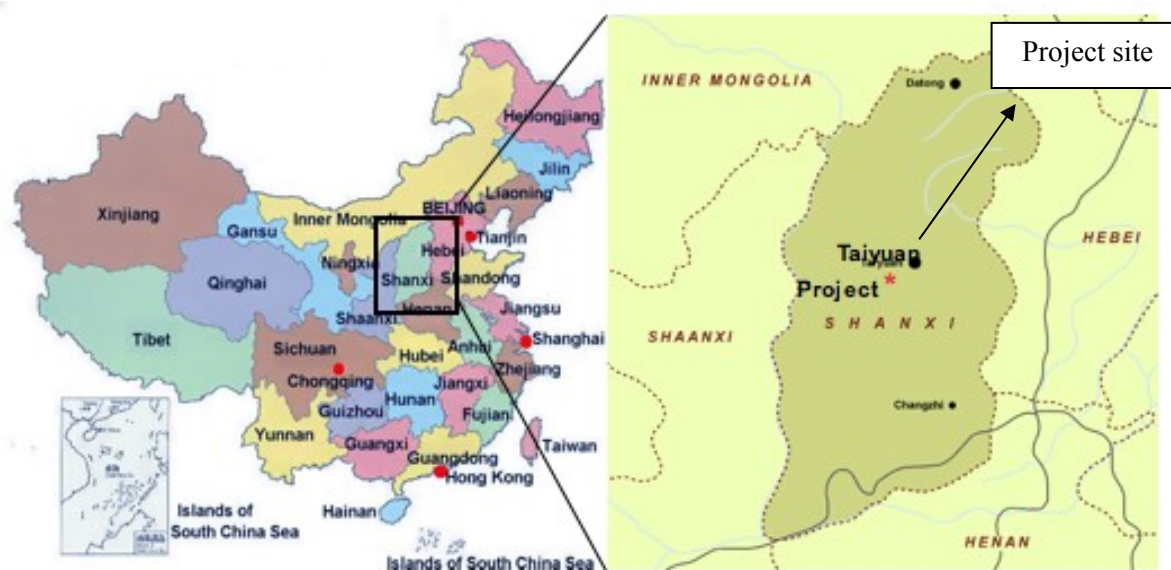 Heilongjiang
Jilin
Liaoning
Xinjiang
Inner Mongolia
BEIJING
Gansu
Tianjin
Hebei
Ningxia
Qinghai
Shanxi
Shandong
Henan
Shaanxi
Jiangsu
Tibet
Shanghai
Anhui
Sichuan
Hubei
Zhejiang
Chongqing
Jiangxi
Hunan
Guizhou
Fujian
Yunnan
Guangxi
Taiwan
Guangdong
Hong Kong
Hainan
Islands of
South China Sea
Islands of South China Sea
Project site
INNER MONGOLIA
Datong
HEBEI
Taiyuan
Taiyuan
Project *
SHANXI
SHAANXI
Changzhi
HENAN